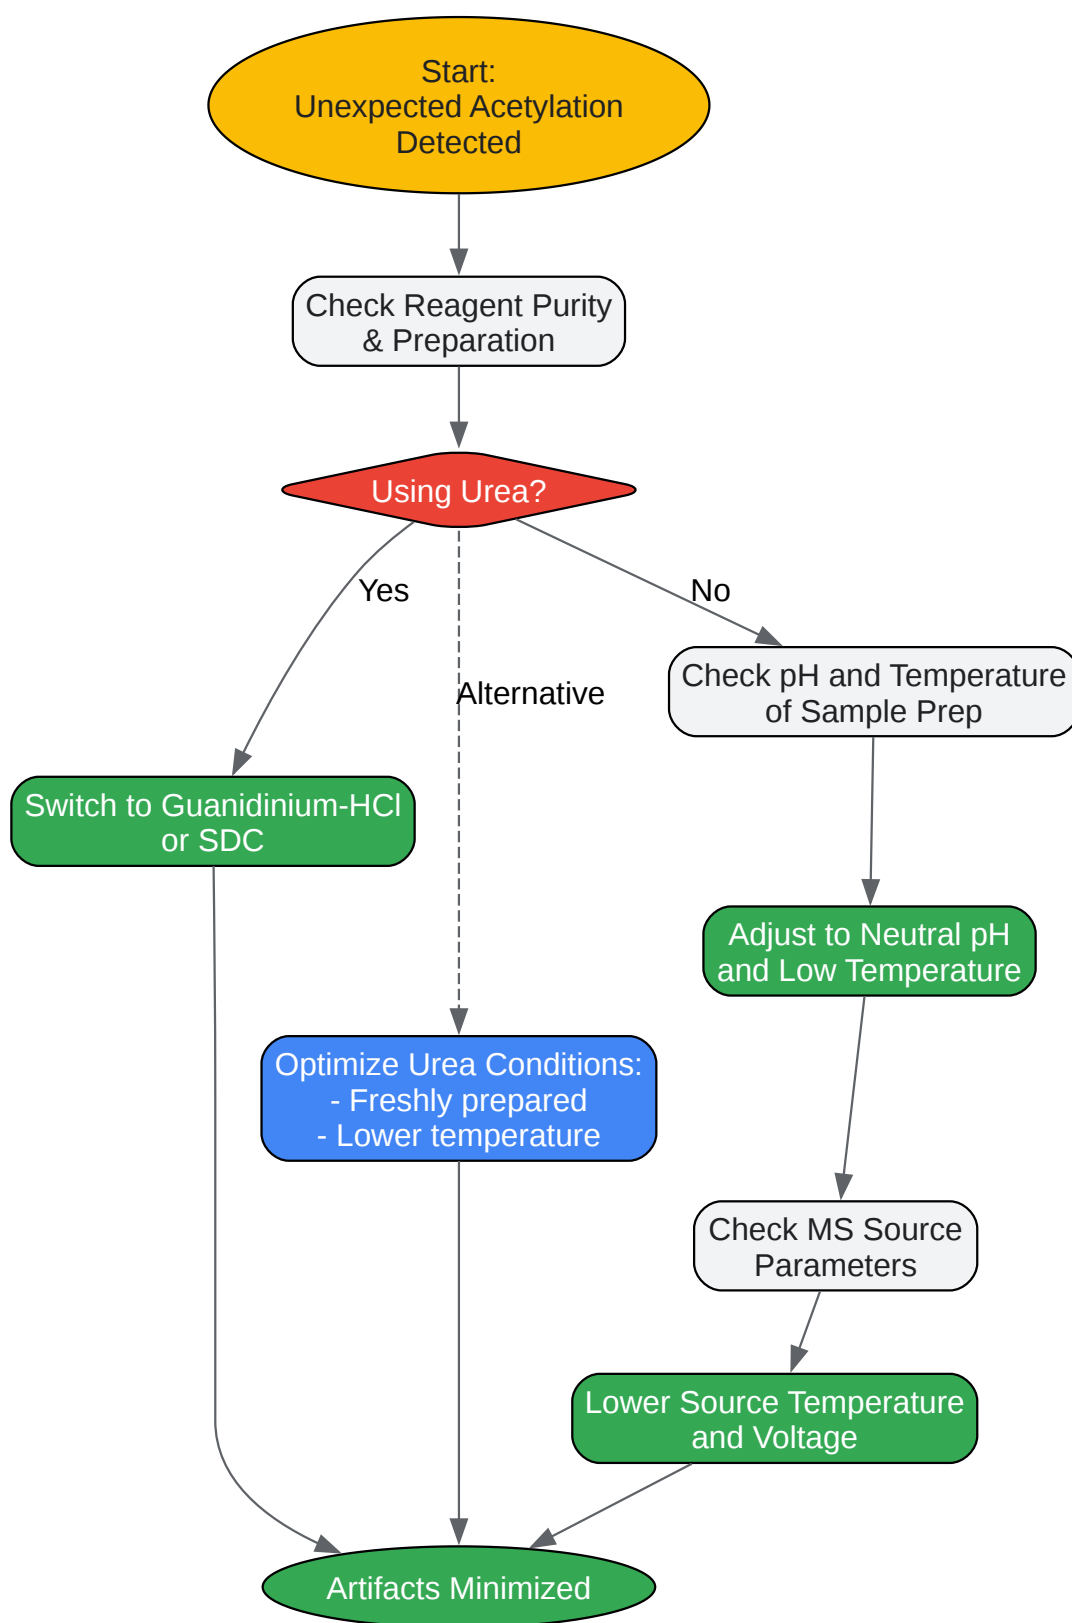 Start:
Unexpected Acetylation
Detected
Check Reagent Purity
& Preparation
Using Urea?
Yes
No
Alternative
Check pH and Temperature
of Sample Prep
Switch to Guanidinium-HCl
or SDC
Adjust to Neutral pH
and Low Temperature
Optimize Urea Conditions:
- Freshly prepared
- Lower temperature
Check MS Source
Parameters
Lower Source Temperature
and Voltage
Artifacts Minimized